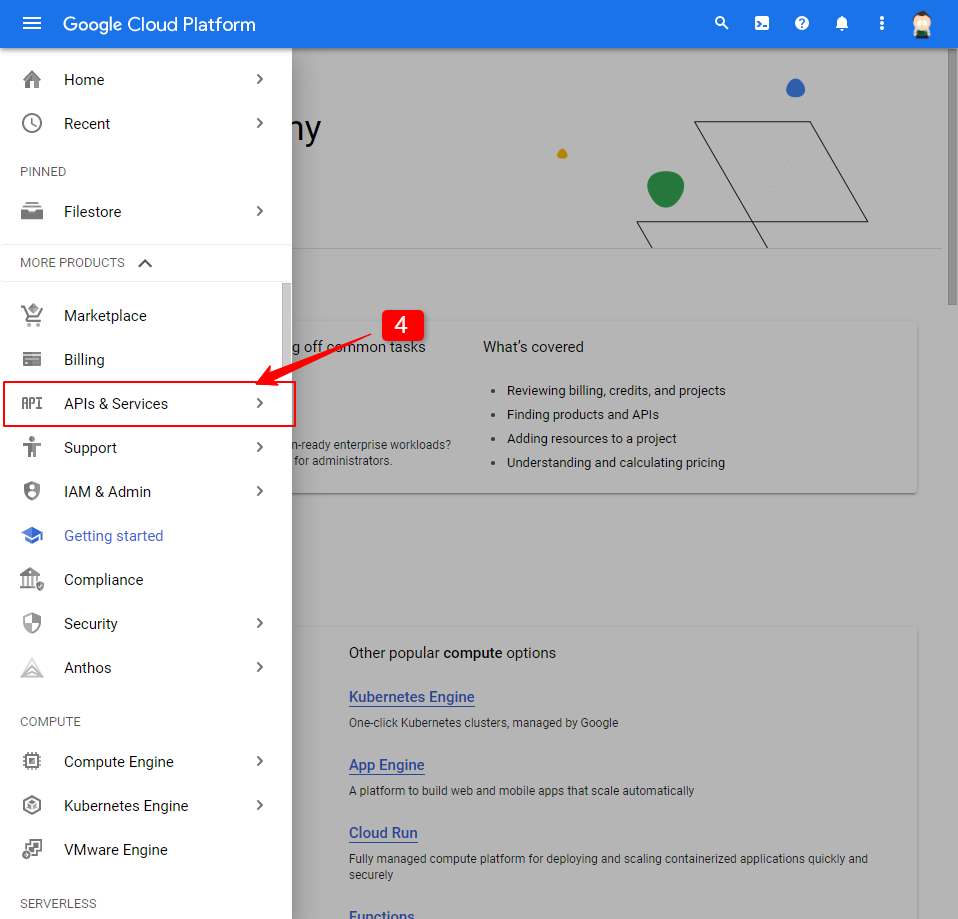 Google Cloud Platform
Home
Recent
PINNED
Filestore
MORE PRODUCTS
Marketplace
Billing
API APIs & Services
Support
IAM & Admin
Getting started
Compliance
Security
Anthos
COMPUTE
Compute Engine
Kubernetes Engine
VMware Engine
SERVERLESS
ny
4
g off common tasks
n-ready enterprise workloads?
for administrators.
What's covered
Reviewing billing, credits, and projects
Finding products and APIs
Adding resources to a project
Understanding and calculating pricing
Other popular compute options
Kubernetes Engine
One-click Kubernetes clusters, managed by Google
App Engine
A platform to build web and mobile apps that scale automatically
Cloud Run
Fully managed compute platform for deploying and scaling containerized applications quickly and
securely
Functions